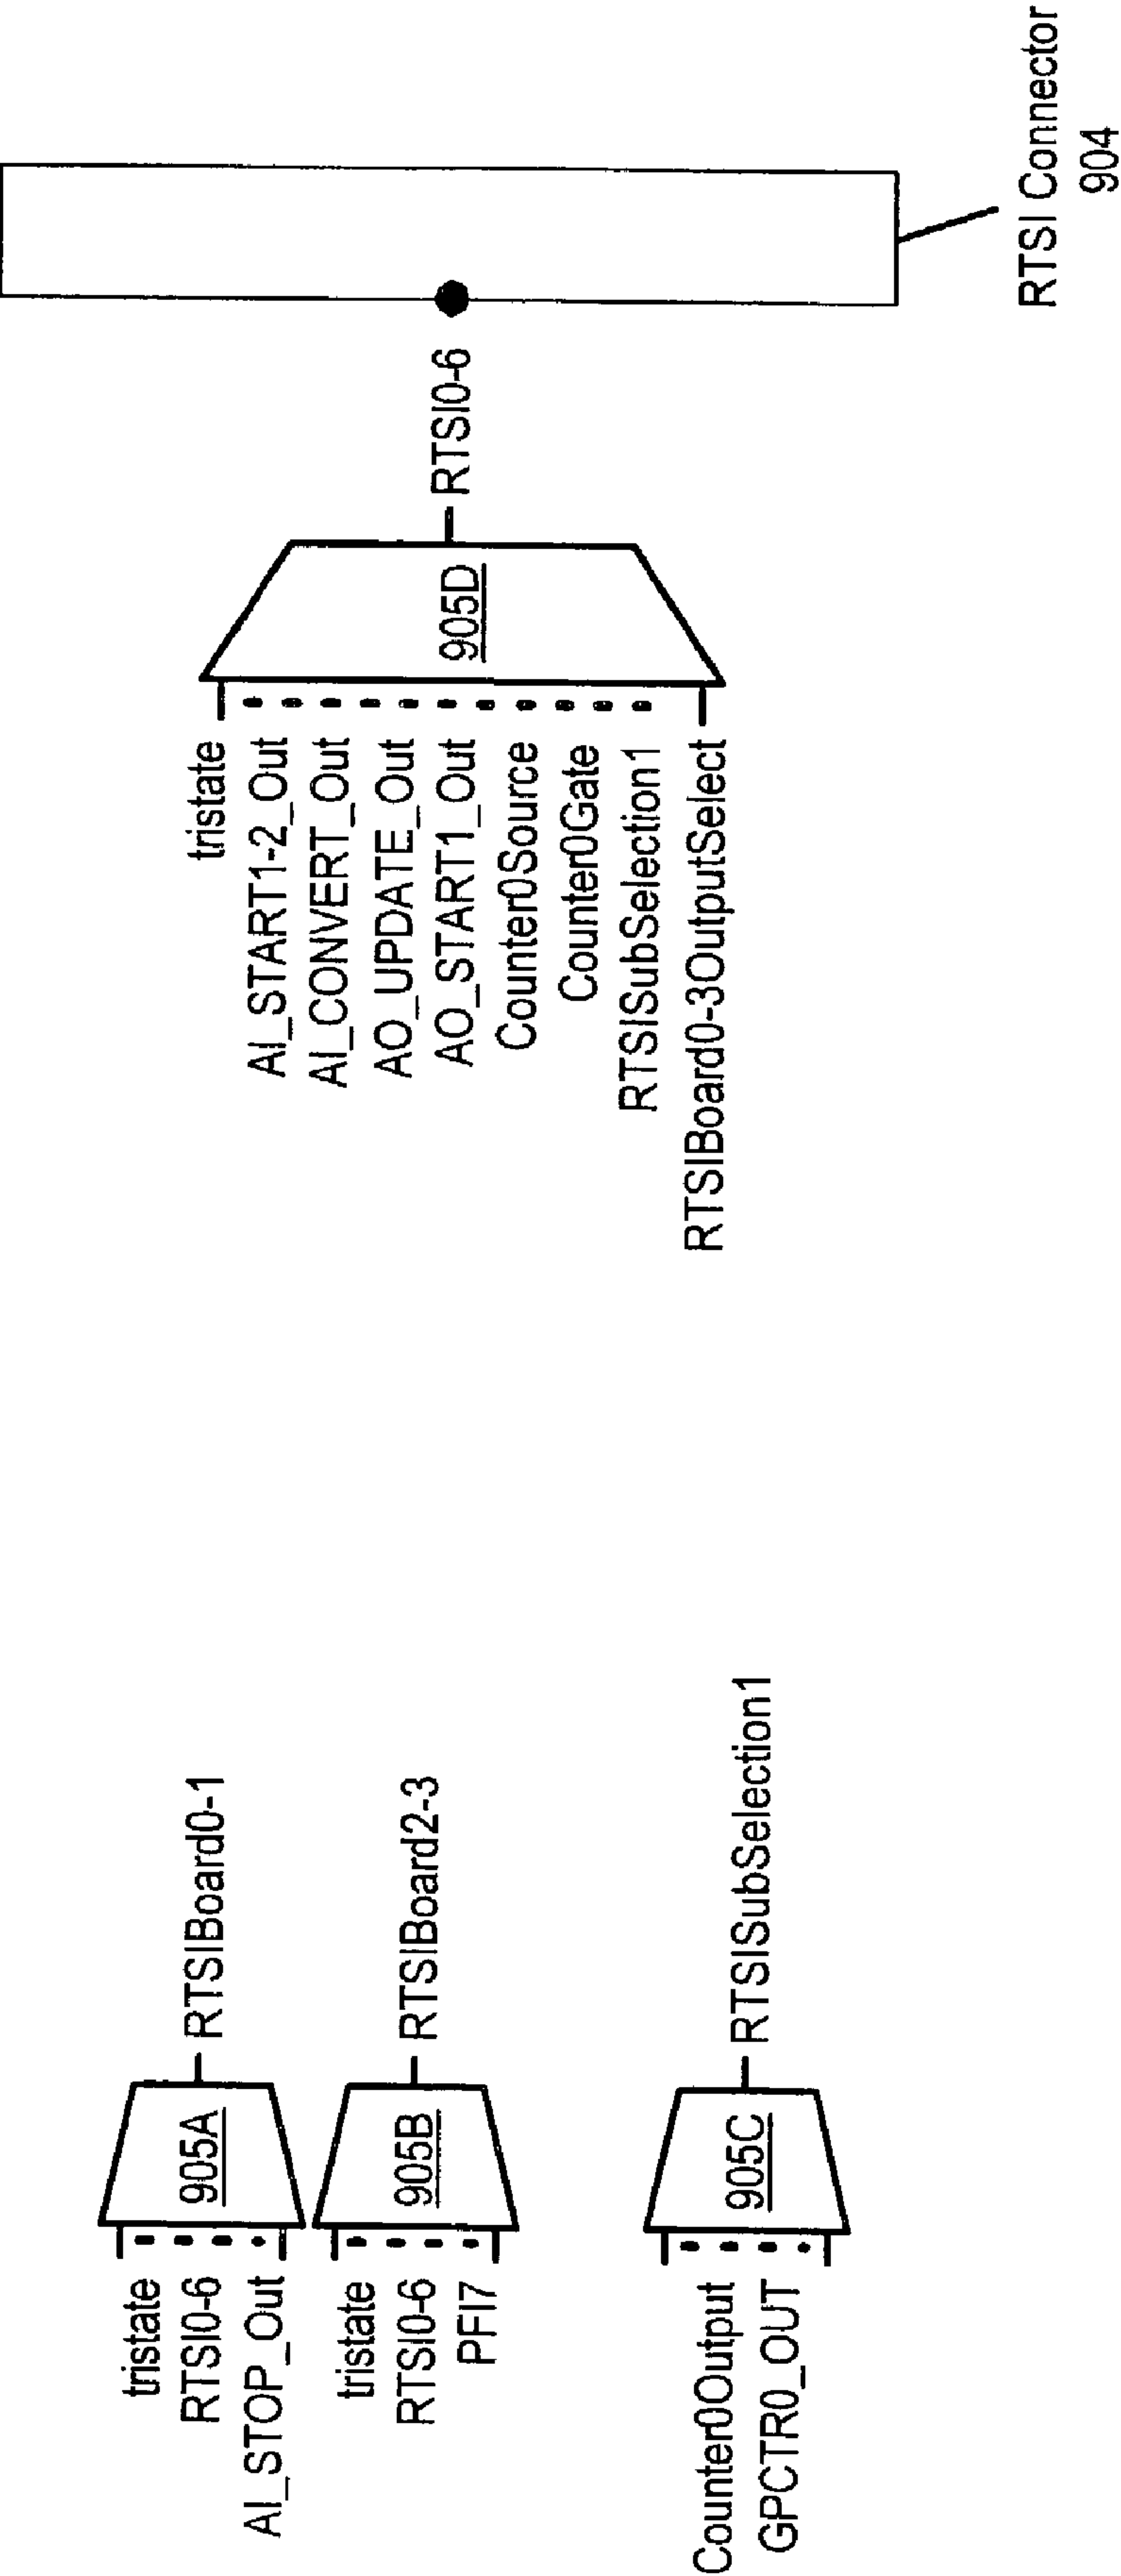 tristate
RTSI0-6
AI_STOP_Out
905A
RTSIBoard0-1
tristate
RTSI0-6
PFI7
905B
RTSIBoard2-3
Counter0Output
GPCTR0_OUT
905C
RTSISubSelection1
tristate
AI_START1-2_Out
AI_CONVERT_Out
AO_UPDATE_Out
AO_START1_Out
Counter0Source
Counter0Gate
RTSISubSelection1
RTSIBoard0-3OutputSelect
905D
RTSI0-6
RTSI Connector
904